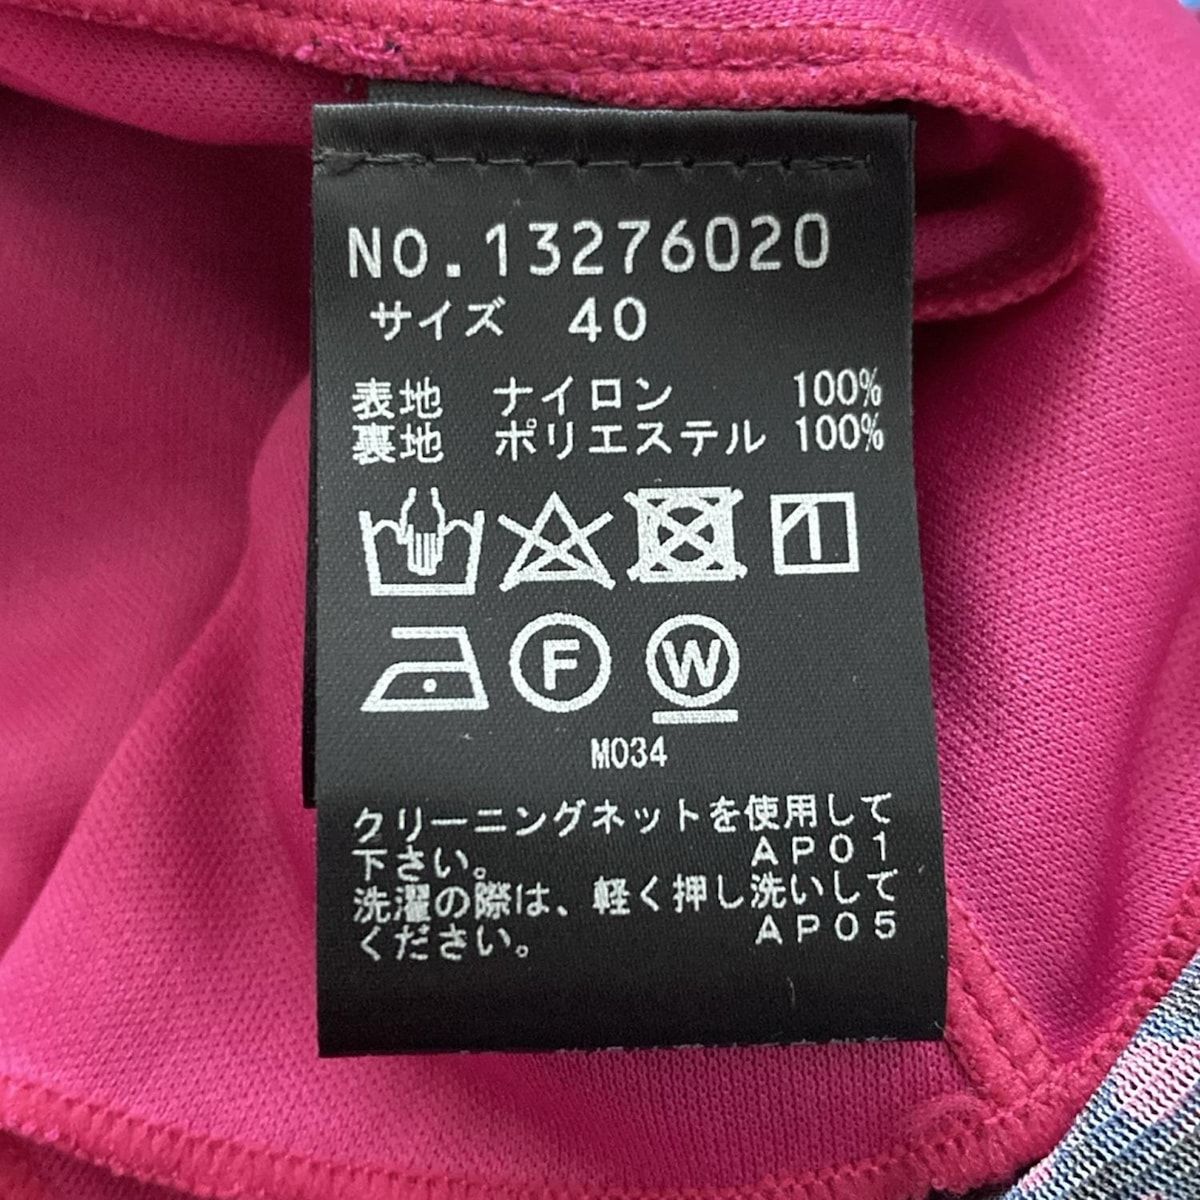 NO.13276020
サイズ 40
表地 ナイロン 100%
裏地 ポリエステル 100%
F W
M034
クリーニングネットを使用して
下さい。 AP01
洗濯の際は、軽く押し洗いして
ください。 AP05